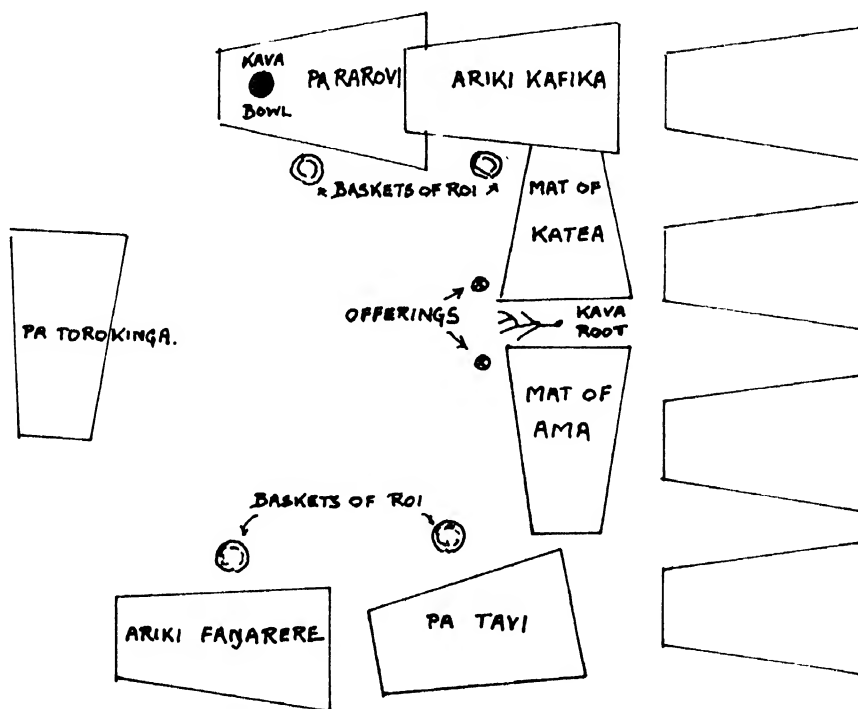 KAVA
BOWL
PA RAROVI
ARIKI KAFIKA
BASKETS OF ROI
MAT OF
KATEA
OFFERINGS
KAVA
ROOT
PA TOROKINGA.
MAT OF
AMA
BASKETS OF ROI
ARIKI FAŊARERE
PA TAVI